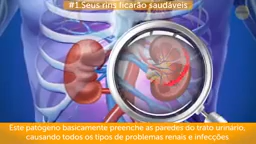 #1.Seus rins ficarão saudáveis
Este patógeno basicamente preenche as paredes do trato urinário,
causando todos os tipos de problemas renais e infecções